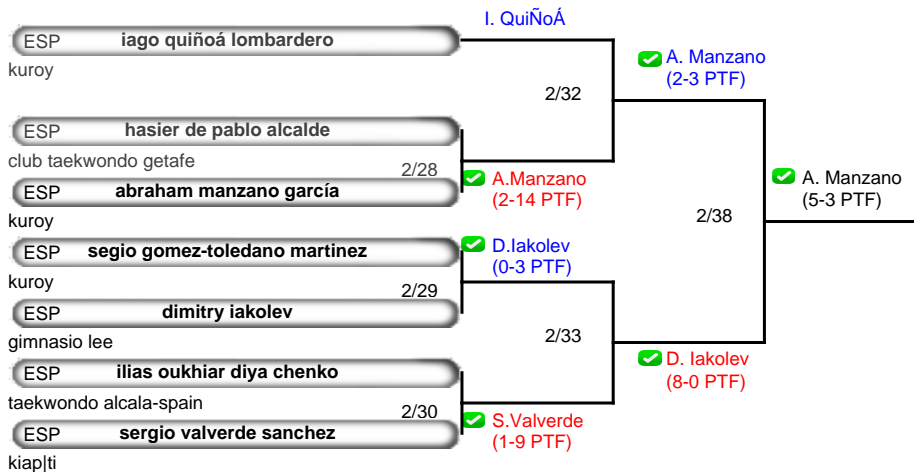 I. QuiÑoÁ
ESP iago quiñoá lombardero
kuroy
A. Manzano
(2-3 PTF)
2/32
ESP hasier de pablo alcalde
club taekwondo getafe
2/28
A.Manzano
(2-14 PTF)
ESP abraham manzano garcía
kuroy
A. Manzano
(5-3 PTF)
2/38
ESP segio gomez-toledano martinez
kuroy
D.Iakolev
(0-3 PTF)
2/29
ESP dimitry iakolev
gimnasio lee
2/33
D. Iakolev
(8-0 PTF)
ESP ilias oukhiar diya chenko
taekwondo alcala-spain
2/30
S.Valverde
(1-9 PTF)
ESP sergio valverde sanchez
kiap|ti